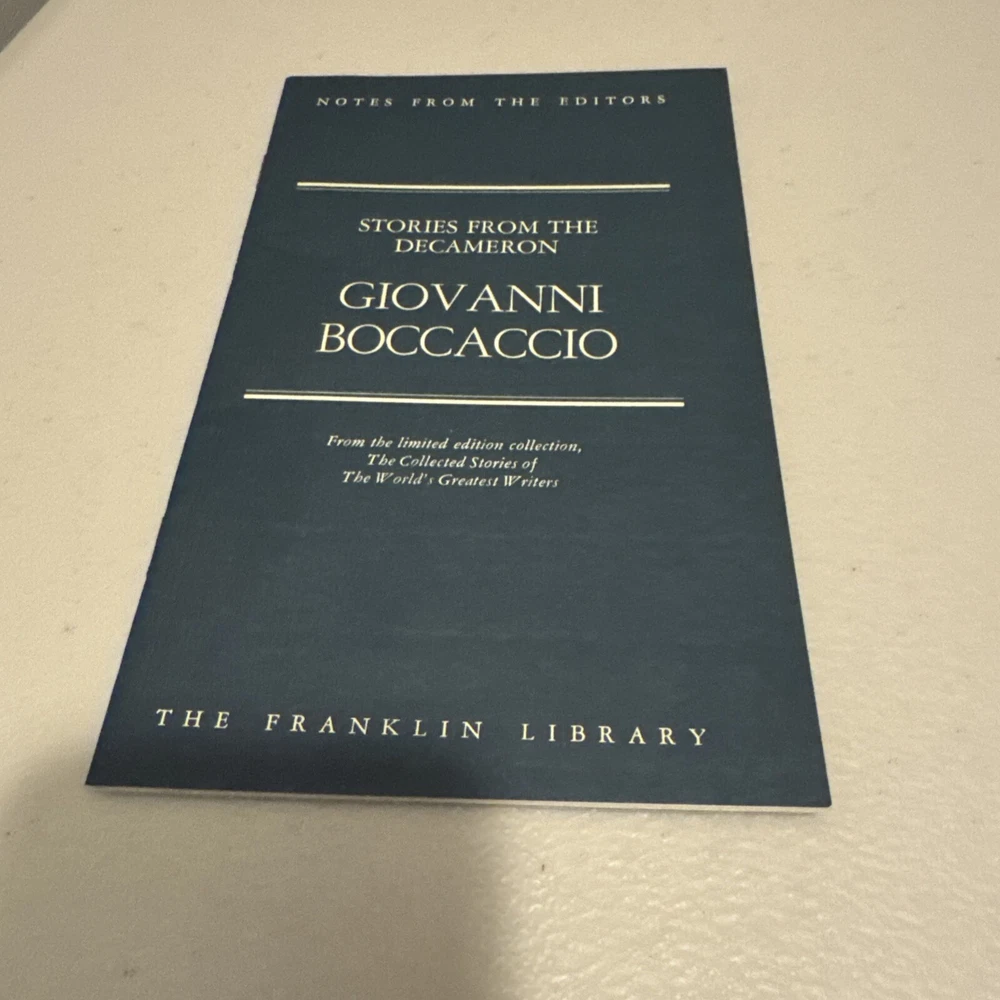 NOTES FROM THE EDITORS
STORIES FROM THE
DECAMERON
GIOVANNI
BOCCACCIO
From the limited edition collection,
The Collected Stories of
The World's Greatest Writers
THE FRANKLIN LIBRARY